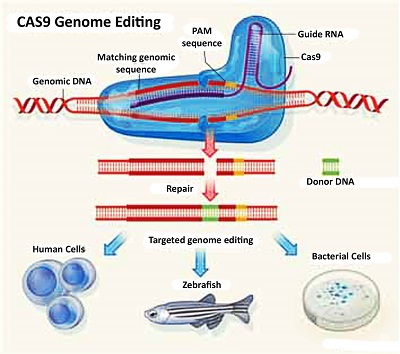 CAS9 Genome Editing
PAM
sequence
Guide RNA
Matching genomic
sequence
Cas9
Genomic DNA
Repair
Donor DNA
Targeted genome editing
Human Cells
Bacterial Cells
Zebrafish